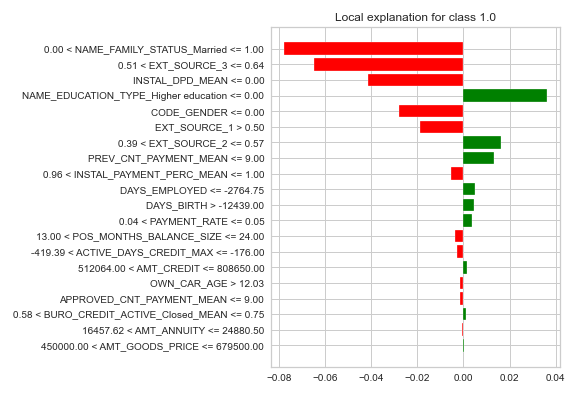 Local explanation for class 1.0
0.00 < NAME_FAMILY_STATUS_Married <= 1.00
0.51 < EXT_SOURCE_3 <= 0.64
INSTAL_DPD_MEAN <= 0.00
NAME_EDUCATION_TYPE_Higher education <= 0.00
CODE_GENDER <= 0.00
EXT_SOURCE_1 > 0.50
0.39 < EXT_SOURCE_2 <= 0.57
PREV_CNT_PAYMENT_MEAN <= 9.00
0.96 < INSTAL_PAYMENT_PERC_MEAN <= 1.00
DAYS_EMPLOYED <= -2764.75
DAYS_BIRTH > -12439.00
0.04 < PAYMENT_RATE <= 0.05
13.00 < POS_MONTHS_BALANCE_SIZE <= 24.00
-419.39 < ACTIVE_DAYS_CREDIT_MAX <= -176.00
512064.00 < AMT_CREDIT <= 808650.00
OWN_CAR_AGE > 12.03
APPROVED_CNT_PAYMENT_MEAN <= 9.00
0.58 < BURO_CREDIT_ACTIVE_Closed_MEAN <= 0.75
16457.62 < AMT_ANNUITY <= 24880.50
450000.00 < AMT_GOODS_PRICE <= 679500.00
−0.08 −0.06 −0.04 −0.02 0.00 0.02 0.04